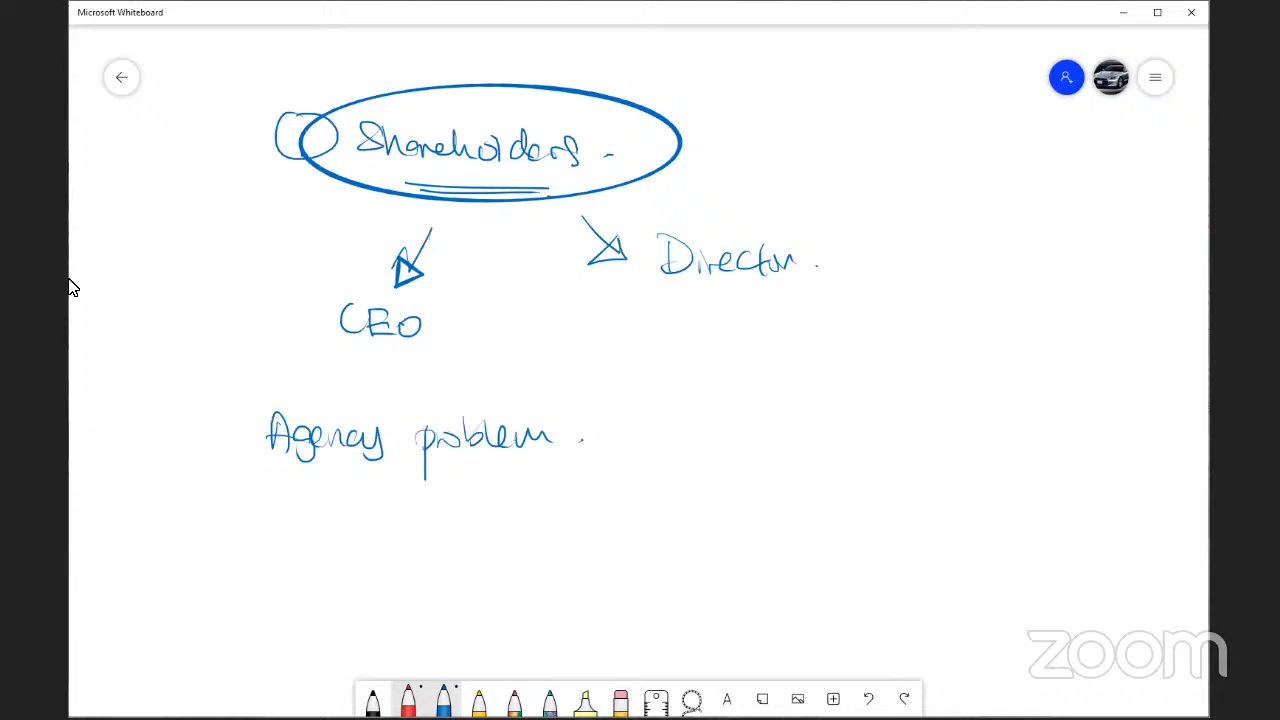 Microsoft Whiteboard
Shareholders.
Director.
CEO
Agency problem.
zoom